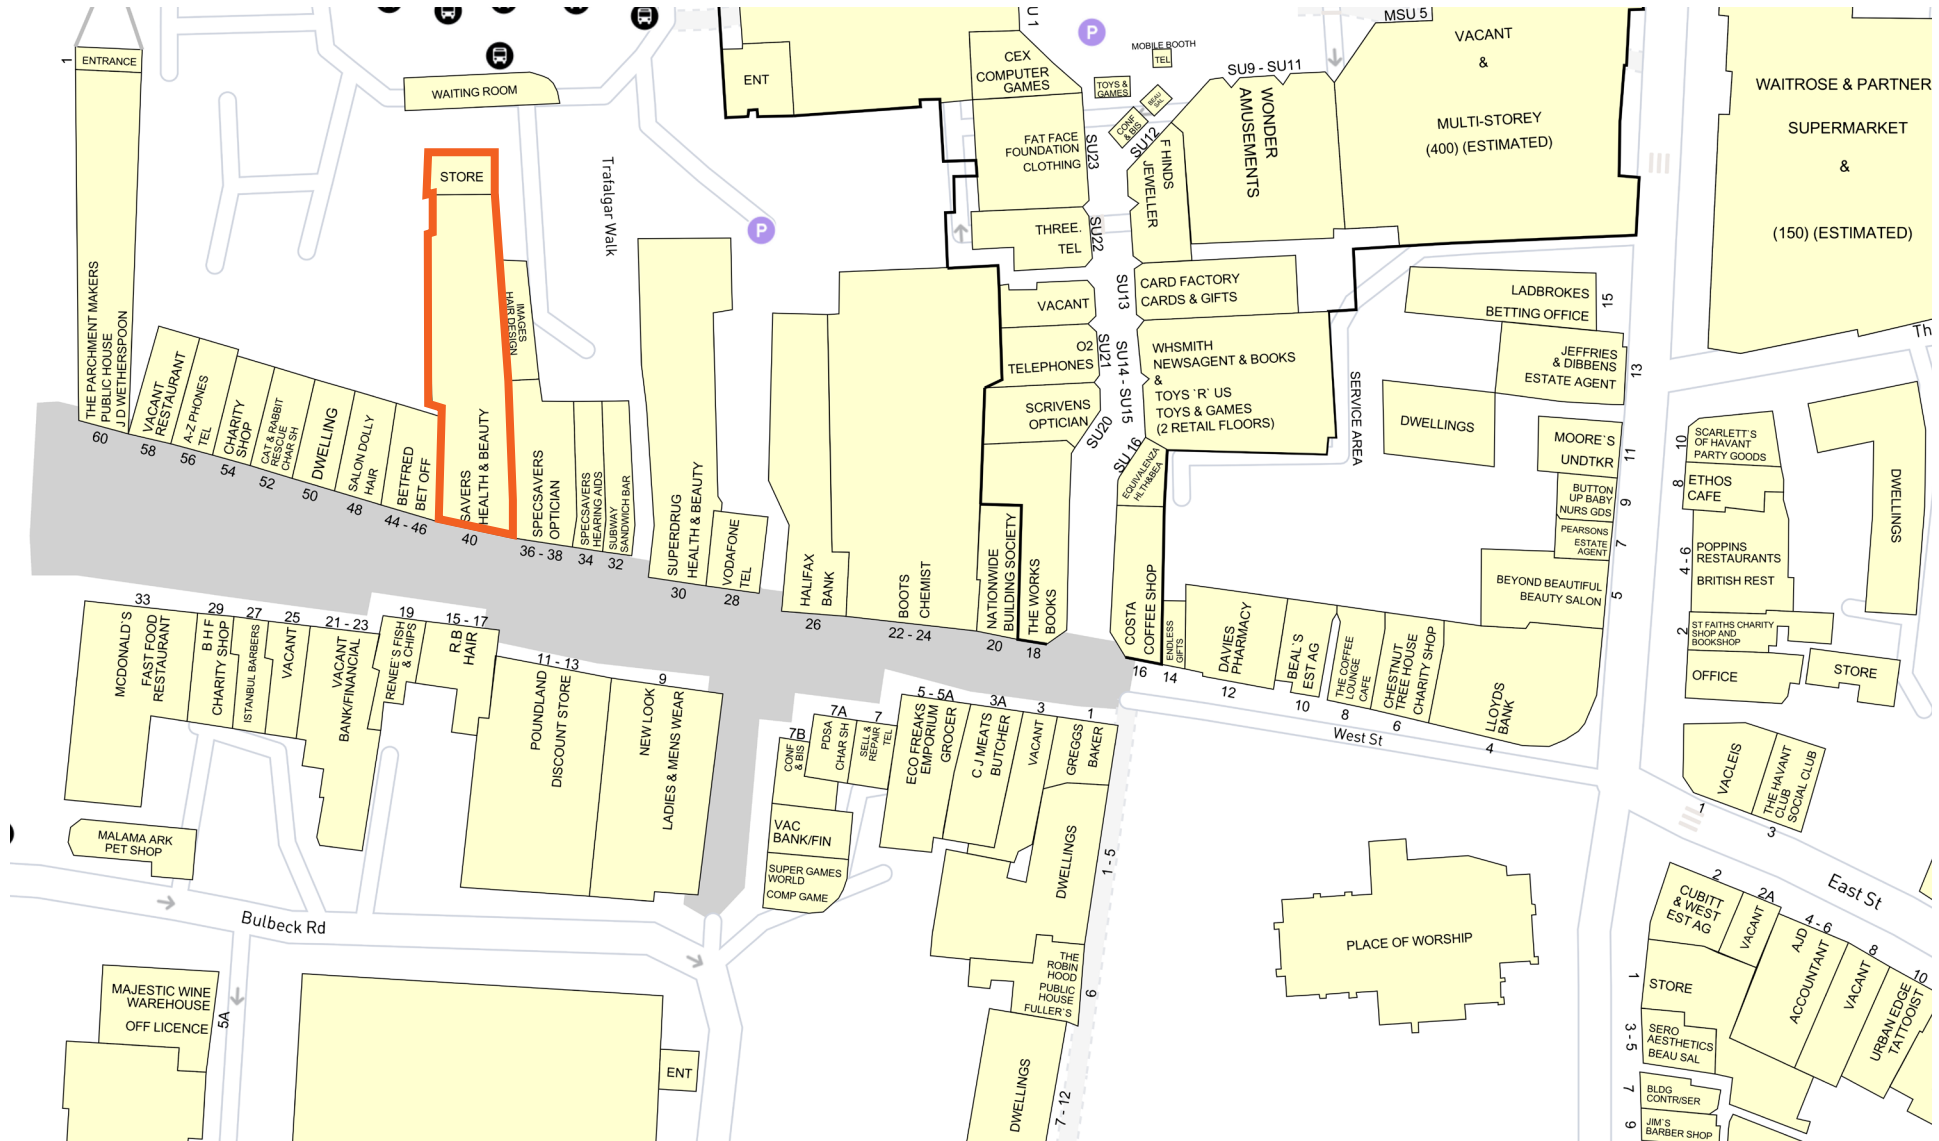 MSU 5
SU 1
1
ENTRANCE
WAITING ROOM
ENT
CEX
COMPUTER
GAMES
P
MOBILE BOOTH
TEL
TOYS &
GAMES
BEAU
SAL
CONF
& BIS
SU12
SU9 - SU11
WONDER
AMUSEMENTS
VACANT
&
MULTI-STOREY
(400) (ESTIMATED)
WAITROSE & PARTNER
SUPERMARKET
&
(150) (ESTIMATED)
STORE
Trafalgar Walk
P
FAT FACE
FOUNDATION
CLOTHING
SU23
F HINDS
JEWELLER
THREE.
TEL
SU22
CARD FACTORY
CARDS & GIFTS
SU13
VACANT
O2
TELEPHONES
SU21
SU14 - SU15
WHSMITH
NEWSAGENT & BOOKS
&
TOYS `R` US
TOYS & GAMES
(2 RETAIL FLOORS)
SERVICE AREA
SCRIVENS
OPTICIAN
SU20
SU 16
EQUIVALENZA
HLTH&BEA
LADBROKES
BETTING OFFICE
15
JEFFRIES
& DIBBENS
ESTATE AGENT
13
DWELLINGS
MOORE`S
UNDTKR
11
BUTTON
UP BABY
NURS GDS
9
PEARSONS
ESTATE
AGENT
7
BEYOND BEAUTIFUL
BEAUTY SALON
5
Th
10
SCARLETT`S
OF HAVANT
PARTY GOODS
8
ETHOS
CAFE
4 - 6
POPPINS
RESTAURANTS
BRITISH REST
2
ST FAITHS CHARITY
SHOP AND
BOOKSHOP
OFFICE
STORE
DWELLINGS
THE PARCHMENT MAKERS
PUBLIC HOUSE
J D WETHERSPOON
60
VACANT
RESTAURANT
58
A-Z PHONES
TEL
56
CHARITY
SHOP
54
CAT & RABBIT
RESCUE
CHAR SH
52
DWELLING
50
SALON DOLLY
HAIR
48
BETFRED
BET OFF
44 - 46
SAVERS
HEALTH & BEAUTY
40
IMAGES
HAIR DESIGN
SPECSAVERS
OPTICIAN
36 - 38
SPECSAVERS
HEARING AIDS
34
SUBWAY
SANDWICH BAR
32
SUPERDRUG
HEALTH & BEAUTY
30
VODAFONE
TEL
28
HALIFAX
BANK
26
BOOTS
CHEMIST
22 - 24
NATIONWIDE
BUILDING SOCIETY
20
THE WORKS
BOOKS
18
COSTA
COFFEE SHOP
16
ENDLESS
GIFTS
14
DAVIES
PHARMACY
12
BEAL`S
EST AG
10
THE COFFEE
LOUNGE
CAFE
8
CHESTNUT
TREE HOUSE
CHARITY SHOP
6
LLOYDS
BANK
4
West St
33
MCDONALD`S
FAST FOOD
RESTAURANT
29
B H F
CHARITY SHOP
27
ISTANBUL BARBERS
25
VACANT
21 - 23
VACANT
BANK/FINANCIAL
19
RENEE'S FISH
& CHIPS
15 - 17
R,B
HAIR
11 - 13
POUNDLAND
DISCOUNT STORE
9
NEW LOOK
LADIES & MENS WEAR
7B
CONF
& BIS
7A
PDSA
CHAR SH
7
SELL &
REPAIR
TEL
5 - 5A
ECO FREAKS
EMPORIUM
GROCER
3A
C J MEATS
BUTCHER
3
VACANT
1
GREGGS
BAKER
VAC
BANK/FIN
SUPER GAMES
WORLD
COMP GAME
DWELLINGS
1 - 5
MALAMA ARK
PET SHOP
Bulbeck Rd
MAJESTIC WINE
WAREHOUSE
OFF LICENCE
5A
ENT
THE
ROBIN
HOOD
PUBLIC
HOUSE
FULLER`S
6
DWELLINGS
7 - 12
PLACE OF WORSHIP
VACLEIS
1
THE HAVANT
CLUB
SOCIAL CLUB
3
East St
2
CUBITT
& WEST
EST AG
2A
VACANT
4 - 6
AJD
ACCOUNTANT
8
VACANT
10
URBAN EDGE
TATTOOIST
1
STORE
3 - 5
SERO
AESTHETICS
BEAU SAL
7
BLDG
CONTR/SER
9
JIM`S
BARBER SHOP